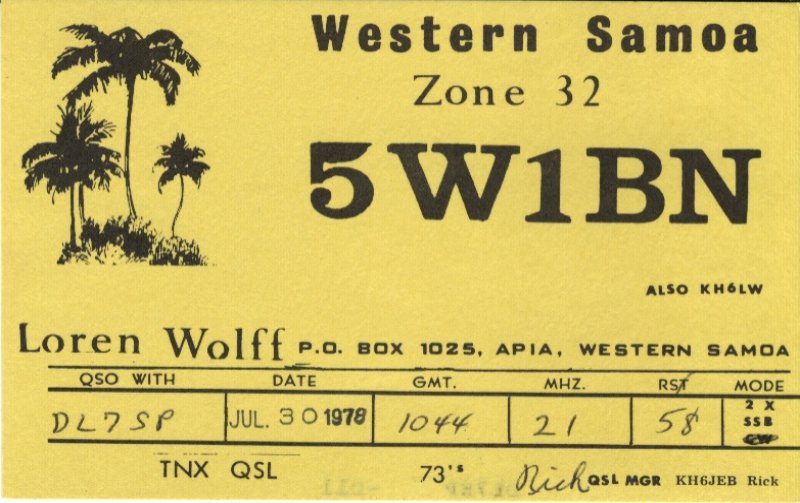 Western Samoa
Zone 32
5W1BN
ALSO KH6LW
Loren Wolff P.O. BOX 1025, APIA, WESTERN SAMOA
QSO WITH DATE GMT. MHZ. RST MODE
DL7SP JUL. 30 1978 1044 21 58 2 X
SSB
CW
TNX QSL 73's Rich QSL MGR KH6JEB Rick